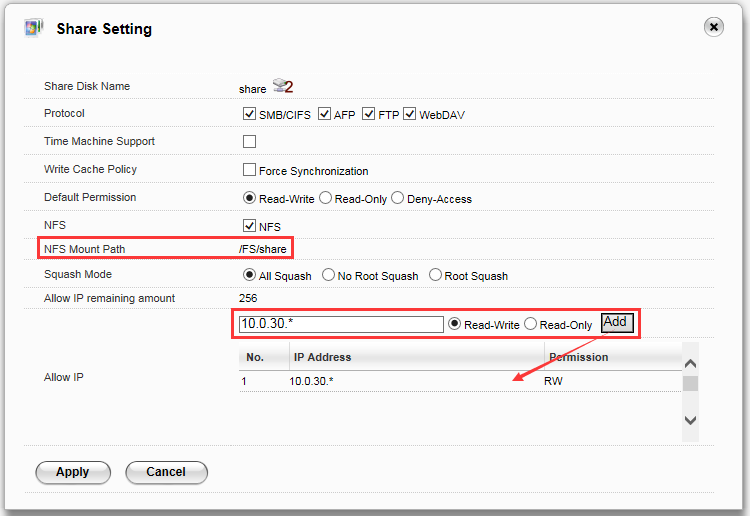 Share Setting
Share Disk Name share 2
Protocol SMB/CIFS AFP FTP WebDAV
Time Machine Support
Write Cache Policy Force Synchronization
Default Permission Read-Write Read-Only Deny-Access
NFS NFS
NFS Mount Path /FS/share
Squash Mode All Squash No Root Squash Root Squash
Allow IP remaining amount 256
10.0.30.* Read-Write Read-Only Add
No. IP Address Permission
Allow IP 1 10.0.30.* RW
Apply Cancel